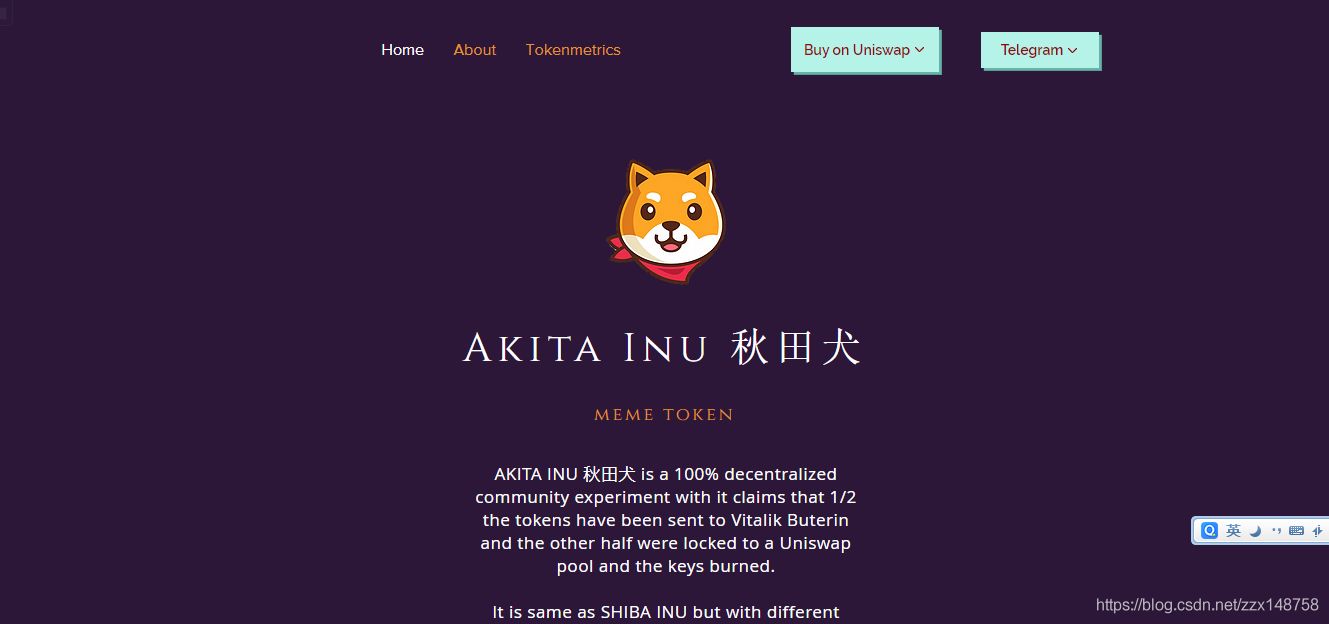 Home About Tokenmetrics Buy on Uniswap Telegram
AKITA INU 秋田犬
MEME TOKEN
AKITA INU 秋田犬 is a 100% decentralized
community experiment with it claims that 1/2
the tokens have been sent to Vitalik Buterin
and the other half were locked to a Uniswap
pool and the keys burned.
英
It is same as SHIBA INU but with different
https://blog.csdn.net/zzx148758